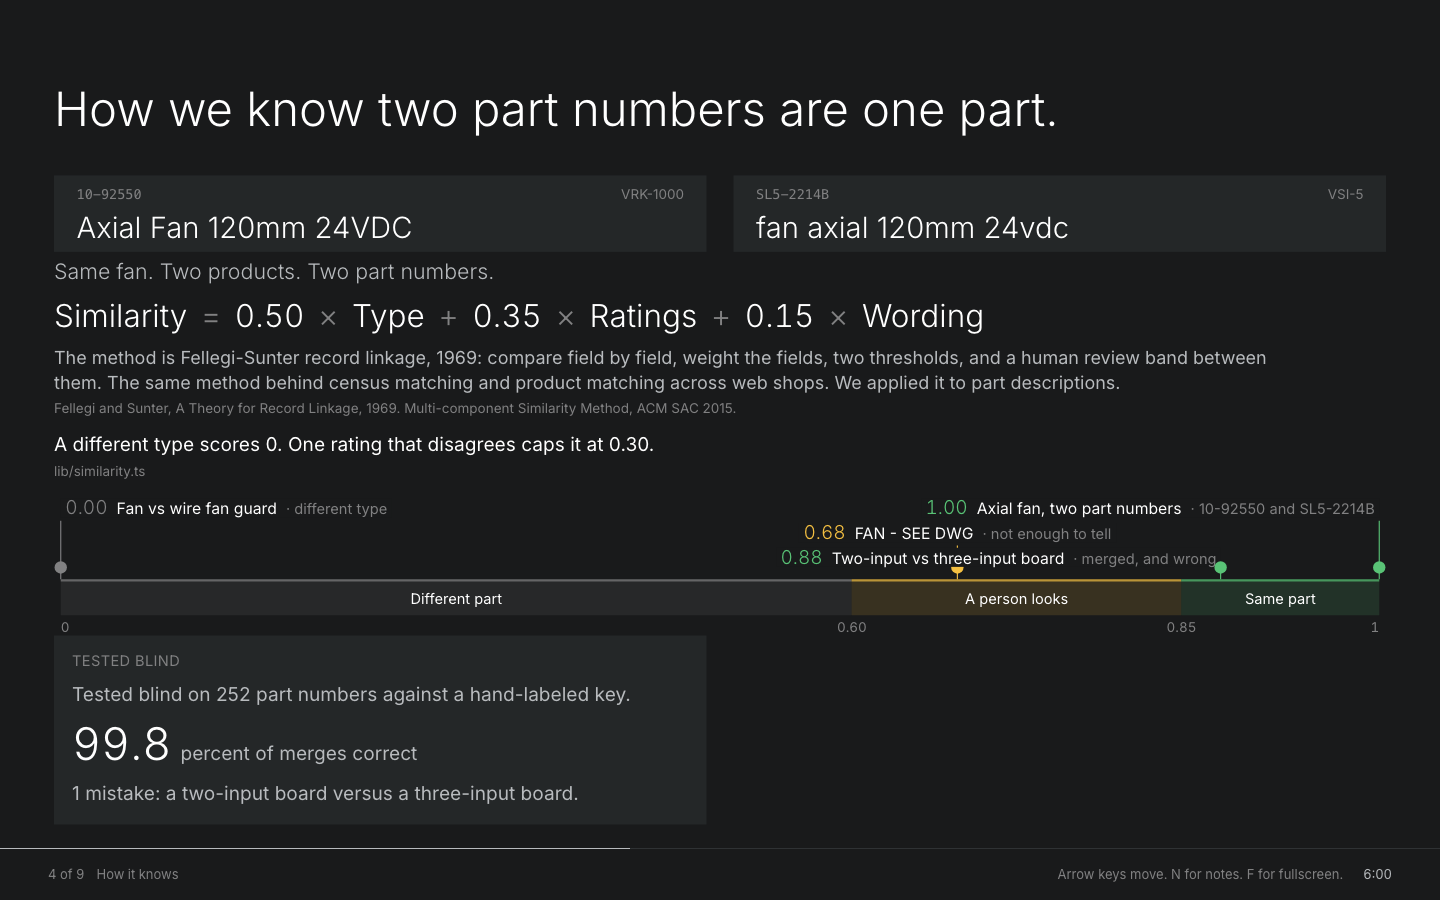 How we know two part numbers are one part.
10–92550 VRK-1000
Axial Fan 120mm 24VDC
SL5–2214B VSI-5
fan axial 120mm 24vdc
Same fan. Two products. Two part numbers.
Similarity = 0.50 × Type + 0.35 × Ratings + 0.15 × Wording
The method is Fellegi-Sunter record linkage, 1969: compare field by field, weight the fields, two thresholds, and a human review band between
them. The same method behind census matching and product matching across web shops. We applied it to part descriptions.
Fellegi and Sunter, A Theory for Record Linkage, 1969. Multi-component Similarity Method, ACM SAC 2015.
A different type scores 0. One rating that disagrees caps it at 0.30.
lib/similarity.ts
0.00 Fan vs wire fan guard · different type
1.00 Axial fan, two part numbers · 10-92550 and SL5-2214B
0.68 FAN - SEE DWG · not enough to tell
0.88 Two-input vs three-input board · merged, and wrong
Different part A person looks Same part
0 0.60 0.85 1
TESTED BLIND
Tested blind on 252 part numbers against a hand-labeled key.
99.8 percent of merges correct
1 mistake: a two-input board versus a three-input board.
4 of 9 How it knows Arrow keys move. N for notes. F for fullscreen. 6:00